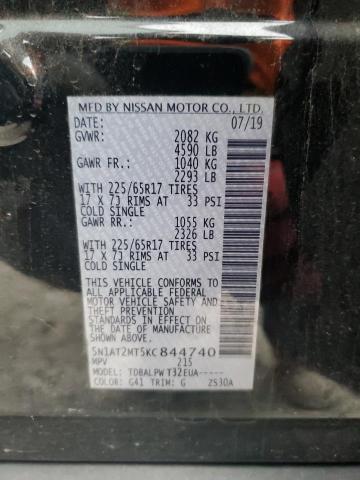 MFD BY NISSAN MOTOR CO., LTD.
DATE: 07/19
GVWR: 2082 KG
4590 LB
GAWR FR.: 1040 KG
2293 LB
WITH 225/65R17 TIRES
17 X 7J RIMS AT 33 PSI
COLD SINGLE
GAWR RR.: 1055 KG
2326 LB
WITH 225/65R17 TIRES
17 X 7J RIMS AT 33 PSI
COLD SINGLE
THIS VEHICLE CONFORMS TO
ALL APPLICABLE FEDERAL
MOTOR VEHICLE SAFETY
AND THEFT PREVENTION
STANDARDS IN EFFECT ON
THE DATE OF MANUFACTURE
SHOWN ABOVE.
5N1AT2MT5KC844740
MPV 215
MODEL: TDBALPW T32EUA-----
COLOR: G41 TRIM: G 2S30A